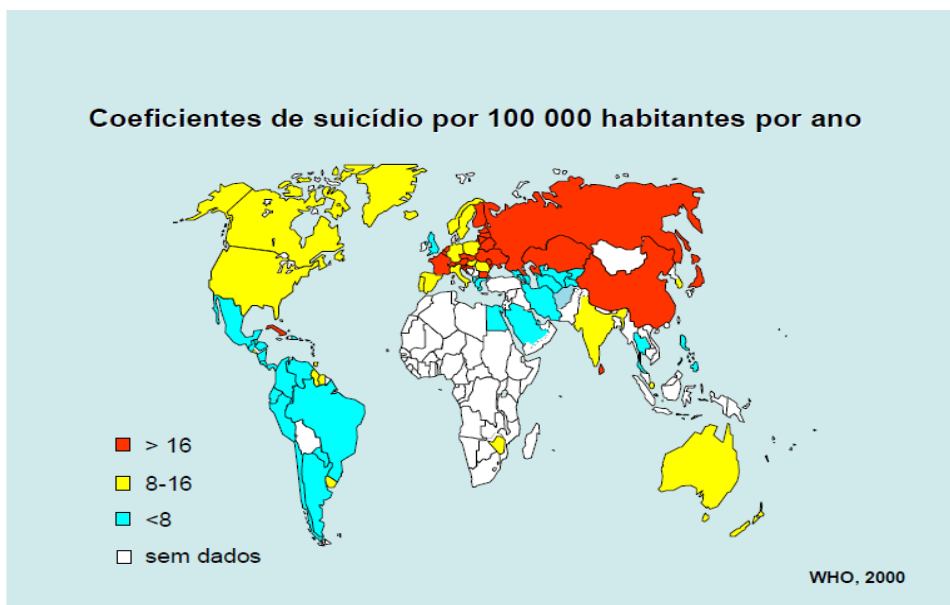 Coeficientes de suicídio por 100 000 habitantes por ano
> 16
8-16
<8
sem dados
WHO, 2000